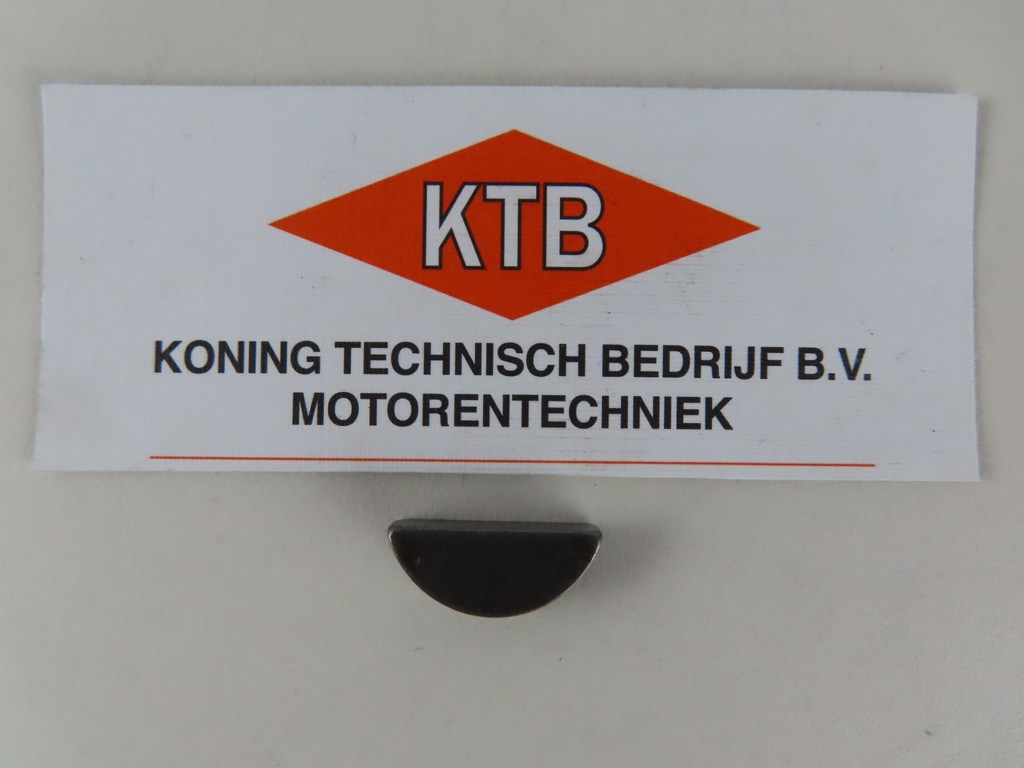 KTB
KONING TECHNISCH BEDRIJF B.V.
MOTORENTECHNIEK